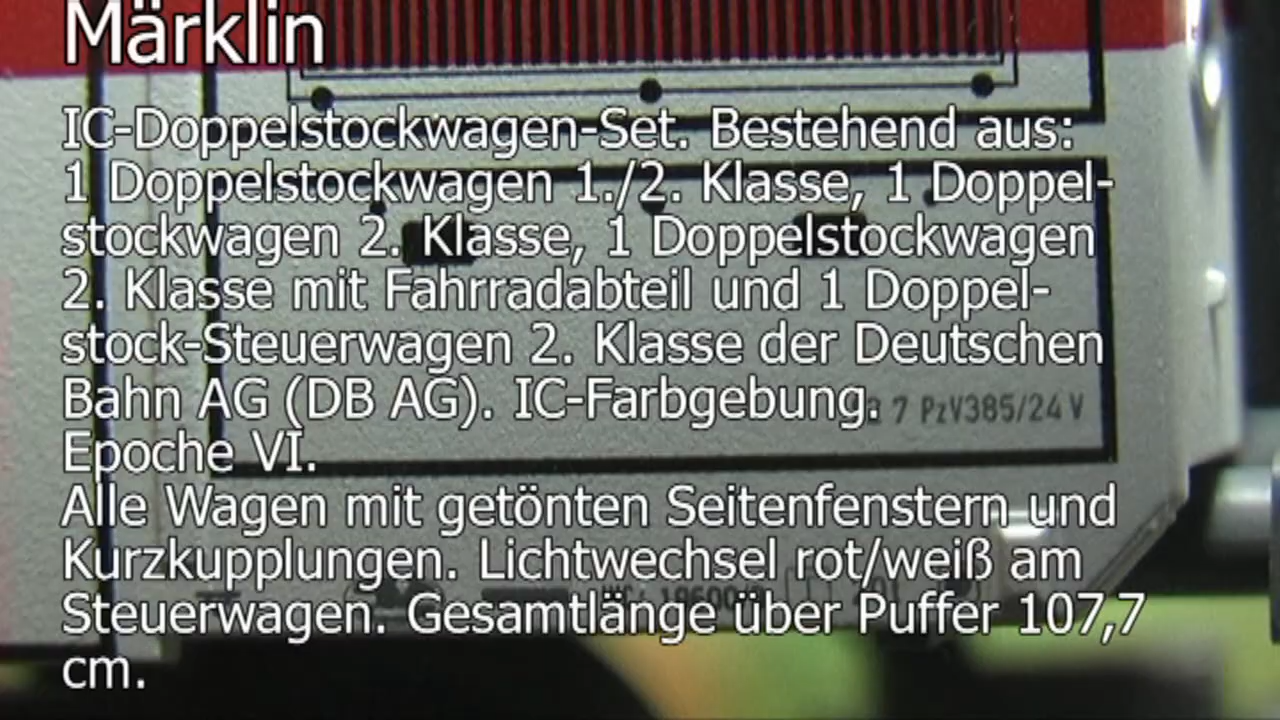 Märklin
IC-Doppelstockwagen-Set. Bestehend aus:
1 Doppelstockwagen 1./2. Klasse, 1 Doppel-
stockwagen 2. Klasse, 1 Doppelstockwagen
2. Klasse mit Fahrradabteil und 1 Doppel-
stock-Steuerwagen 2. Klasse der Deutschen
Bahn AG (DB AG). IC-Farbgebung.
7 PzV385/24 V
Epoche VI.
Alle Wagen mit getönten Seitenfenstern und
Kurzkupplungen. Lichtwechsel rot/weiß am
Steuerwagen. Gesamtlänge über Puffer 107,7
cm.